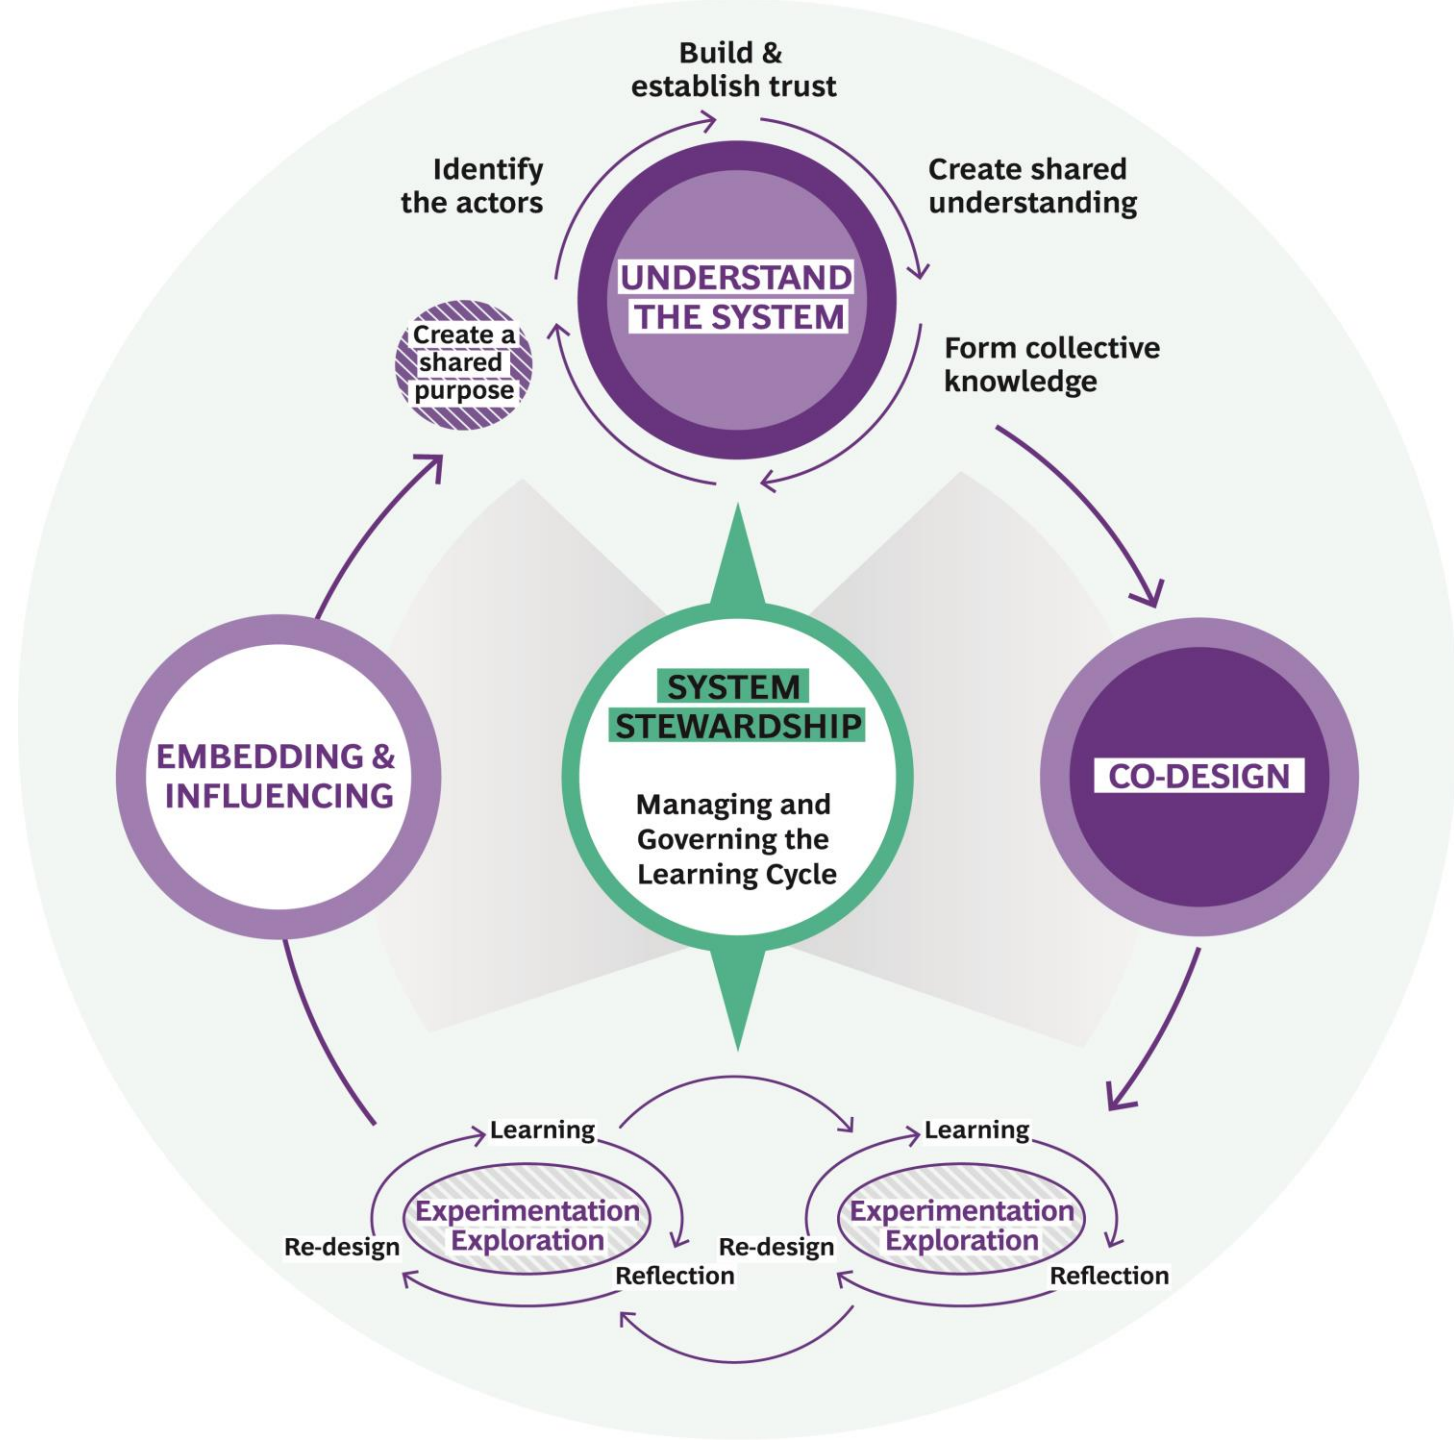 Build &
establish trust
Identify
the actors
Create shared
understanding
UNDERSTAND
THE SYSTEM
Create a
shared
purpose
Form collective
knowledge
SYSTEM
STEWARDSHIP
Managing and
Governing the
Learning Cycle
EMBEDDING &
INFLUENCING
CO-DESIGN
Learning
Experimentation
Exploration
Re-design
Reflection
Learning
Experimentation
Exploration
Re-design
Reflection